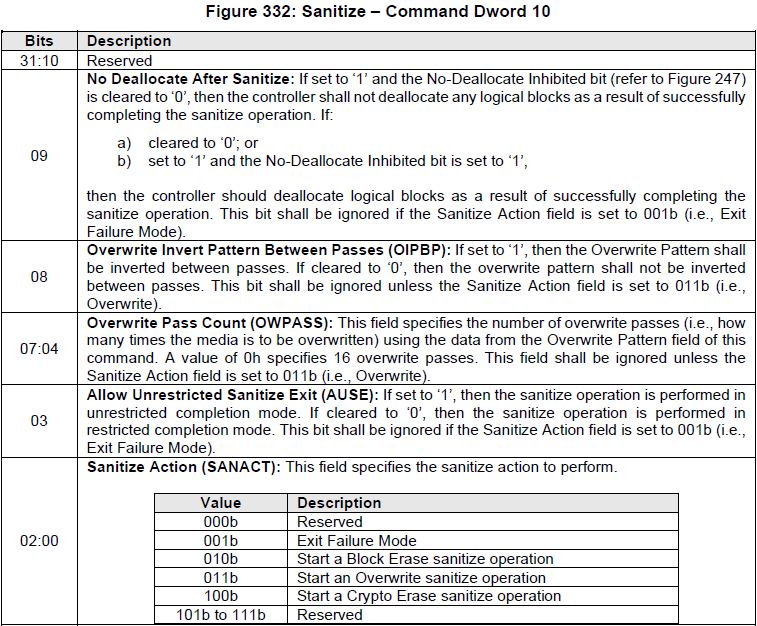 Figure 332: Sanitize – Command Dword 10
Bits Description
31:10 Reserved
No Deallocate After Sanitize: If set to ‘1’ and the No-Deallocate Inhibited bit (refer to Figure 247)
is cleared to ‘0’, then the controller shall not deallocate any logical blocks as a result of successfully
completing the sanitize operation. If:
a) cleared to ‘0’; or
09
b) set to ‘1’ and the No-Deallocate Inhibited bit is set to ‘1’,
then the controller should deallocate logical blocks as a result of successfully completing the
sanitize operation. This bit shall be ignored if the Sanitize Action field is set to 001b (i.e., Exit
Failure Mode).
Overwrite Invert Pattern Between Passes (OIPBP): If set to ‘1’, then the Overwrite Pattern shall
be inverted between passes. If cleared to ‘0’, then the overwrite pattern shall not be inverted
08
between passes. This bit shall be ignored unless the Sanitize Action field is set to 011b (i.e.,
Overwrite).
Overwrite Pass Count (OWPASS): This field specifies the number of overwrite passes (i.e., how
many times the media is to be overwritten) using the data from the Overwrite Pattern field of this
07:04
command. A value of 0h specifies 16 overwrite passes. This field shall be ignored unless the
Sanitize Action field is set to 011b (i.e., Overwrite).
Allow Unrestricted Sanitize Exit (AUSE): If set to ‘1’, then the sanitize operation is performed in
unrestricted completion mode. If cleared to ‘0’, then the sanitize operation is performed in
03
restricted completion mode. This bit shall be ignored if the Sanitize Action field is set to 001b (i.e.,
Exit Failure Mode).
Sanitize Action (SANACT): This field specifies the sanitize action to perform.
02:00
Value Description
000b Reserved
001b Exit Failure Mode
010b Start a Block Erase sanitize operation
011b Start an Overwrite sanitize operation
100b Start a Crypto Erase sanitize operation
101b to 111b Reserved